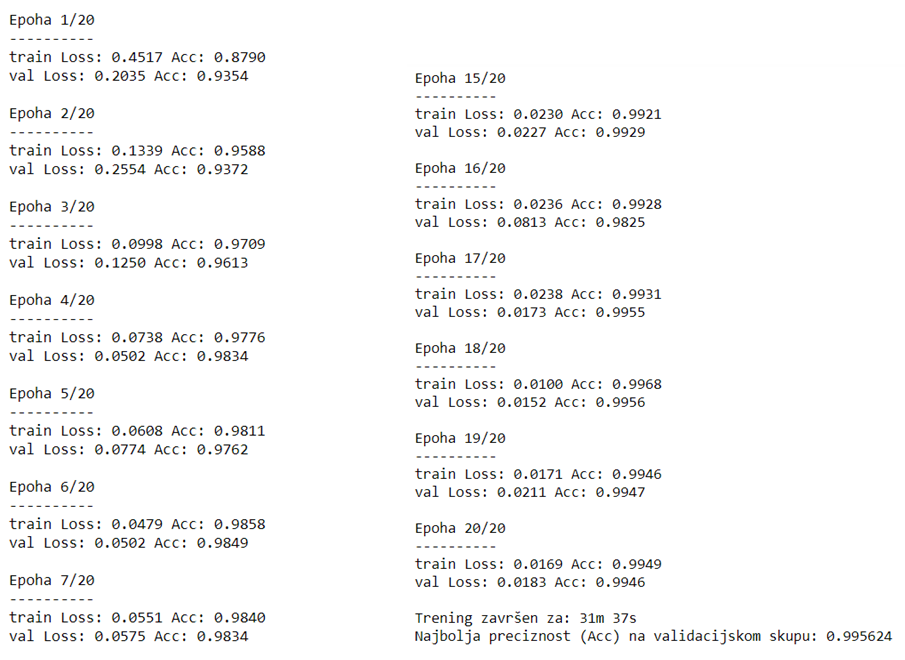 Epoha 1/20
----------
train Loss: 0.4517 Acc: 0.8790
val Loss: 0.2035 Acc: 0.9354
Epoha 2/20
----------
train Loss: 0.1339 Acc: 0.9588
val Loss: 0.2554 Acc: 0.9372
Epoha 3/20
----------
train Loss: 0.0998 Acc: 0.9709
val Loss: 0.1250 Acc: 0.9613
Epoha 4/20
----------
train Loss: 0.0738 Acc: 0.9776
val Loss: 0.0502 Acc: 0.9834
Epoha 5/20
----------
train Loss: 0.0608 Acc: 0.9811
val Loss: 0.0774 Acc: 0.9762
Epoha 6/20
----------
train Loss: 0.0479 Acc: 0.9858
val Loss: 0.0502 Acc: 0.9849
Epoha 7/20
----------
train Loss: 0.0551 Acc: 0.9840
val Loss: 0.0575 Acc: 0.9834
Epoha 15/20
----------
train Loss: 0.0230 Acc: 0.9921
val Loss: 0.0227 Acc: 0.9929
Epoha 16/20
----------
train Loss: 0.0236 Acc: 0.9928
val Loss: 0.0813 Acc: 0.9825
Epoha 17/20
----------
train Loss: 0.0238 Acc: 0.9931
val Loss: 0.0173 Acc: 0.9955
Epoha 18/20
----------
train Loss: 0.0100 Acc: 0.9968
val Loss: 0.0152 Acc: 0.9956
Epoha 19/20
----------
train Loss: 0.0171 Acc: 0.9946
val Loss: 0.0211 Acc: 0.9947
Epoha 20/20
----------
train Loss: 0.0169 Acc: 0.9949
val Loss: 0.0183 Acc: 0.9946
Trening završen za: 31m 37s
Najbolja preciznost (Acc) na validacijskom skupu: 0.995624